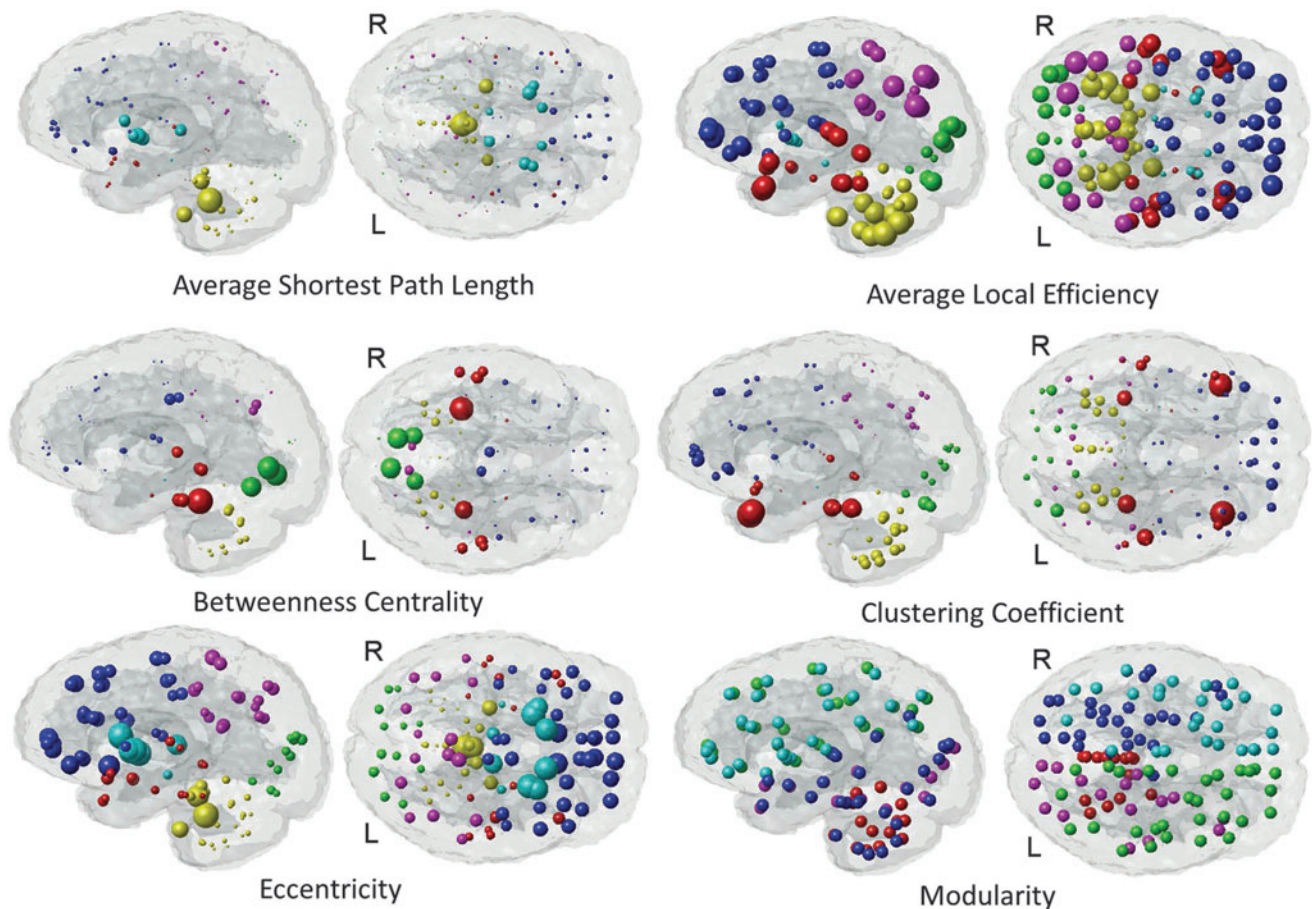 R
R
L
L
Average Shortest Path Length
Average Local Efficiency
R
R
L
L
Betweenness Centrality
Clustering Coefficient
R
R
L
L
Eccentricity
Modularity